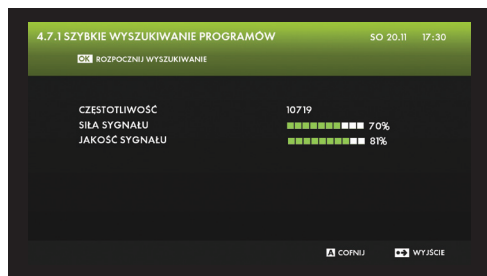 4.7.1 SZYBKIE WYSZUKIWANIE PROGRAMÓW SO 20.11 17:30
OK ROZPOCZNIJ WYSZUKIWANIE
CZĘSTOTLIWOŚĆ 10719
SIŁA SYGNAŁU 70%
JAKOŚĆ SYGNAŁU 81%
A COFNIJ WYJŚCIE